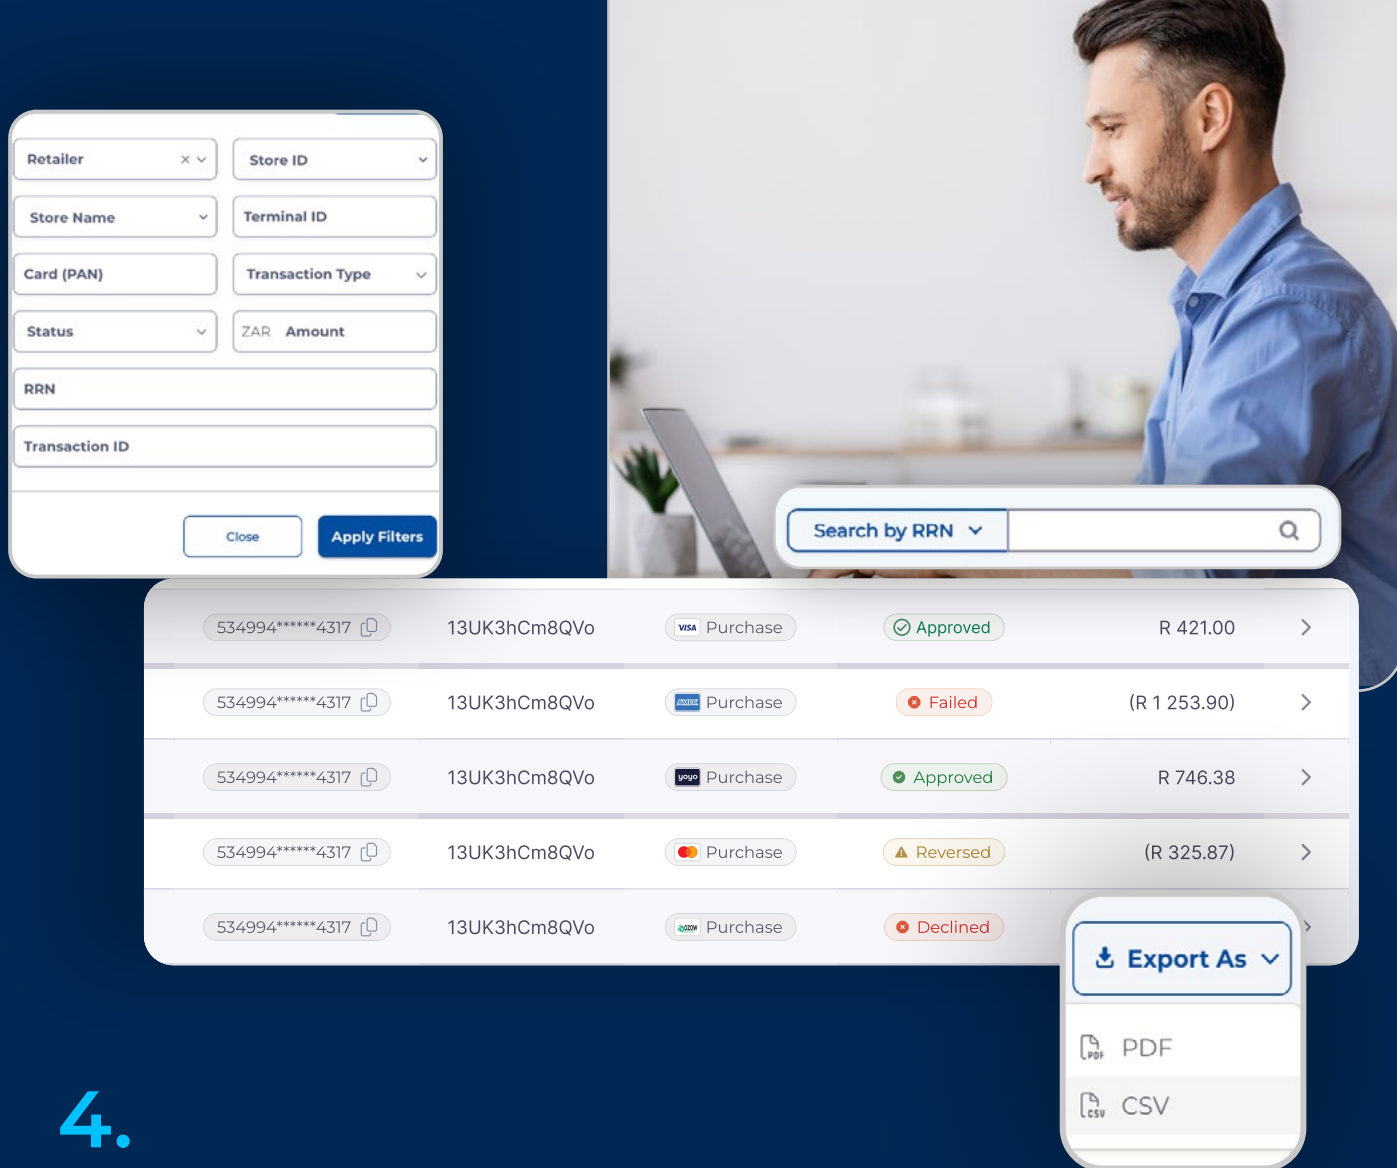 Retailer
Store ID
Store Name
Terminal ID
Card (PAN)
Transaction Type
Status
ZAR Amount
RRN
Transaction ID
Close
Apply Filters
Search by RRN
534994******4317 13UK3hCm8QVo VISA Purchase Approved R 421.00
534994******4317 13UK3hCm8QVo AMEX Purchase Failed (R 1 253.90)
534994******4317 13UK3hCm8QVo yoyo Purchase Approved R 746.38
534994******4317 13UK3hCm8QVo Purchase Reversed (R 325.87)
534994******4317 13UK3hCm8QVo OZOW Purchase Declined
Export As
PDF PDF
CSV CSV
4.